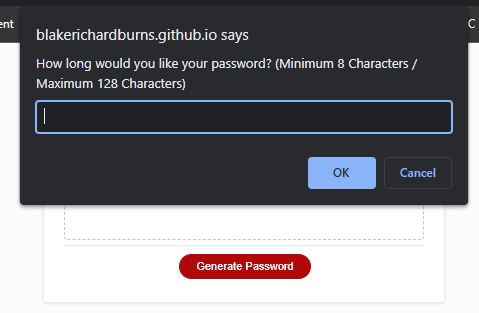 ent
C
blakerichardburns.github.io says
How long would you like your password? (Minimum 8 Characters /
Maximum 128 Characters)
OK
Cancel
Generate Password